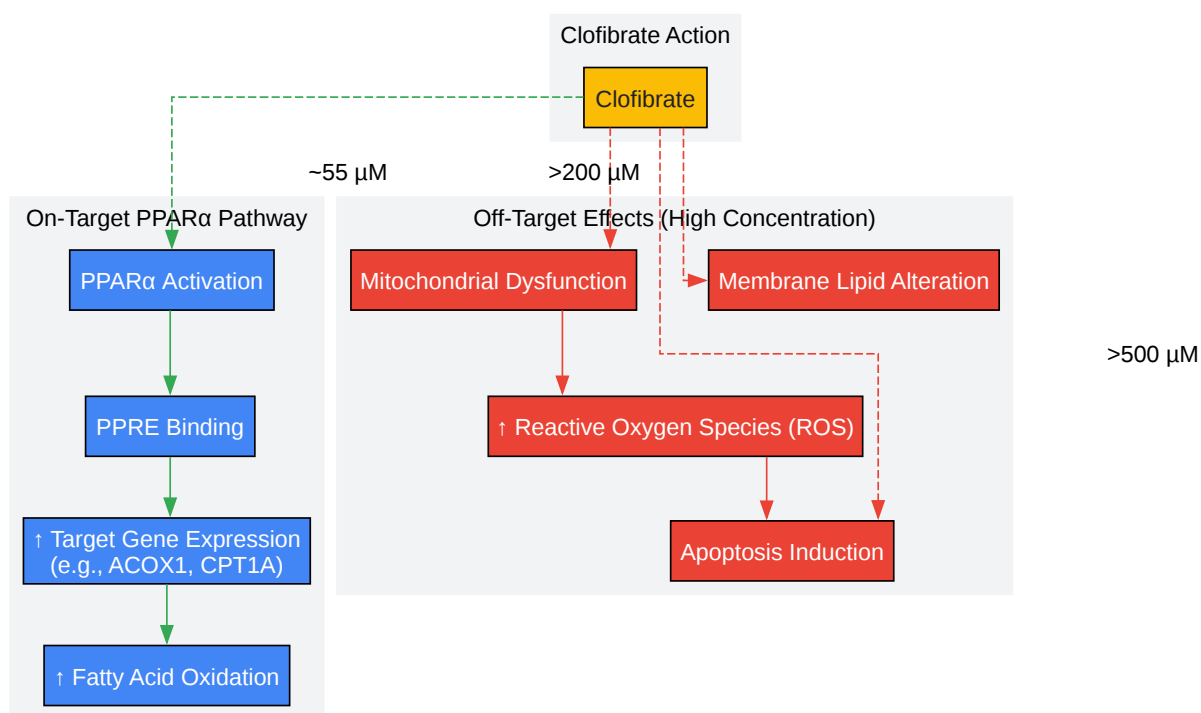 Clofibrate Action
Clofibrate
~55 µM
>200 µM
On-Target PPARα Pathway
Off-Target Effects (High Concentration)
PPARα Activation
Mitochondrial Dysfunction
Membrane Lipid Alteration
>500 µM
PPRE Binding
↑ Reactive Oxygen Species (ROS)
↑ Target Gene Expression
(e.g., ACOX1, CPT1A)
Apoptosis Induction
↑ Fatty Acid Oxidation